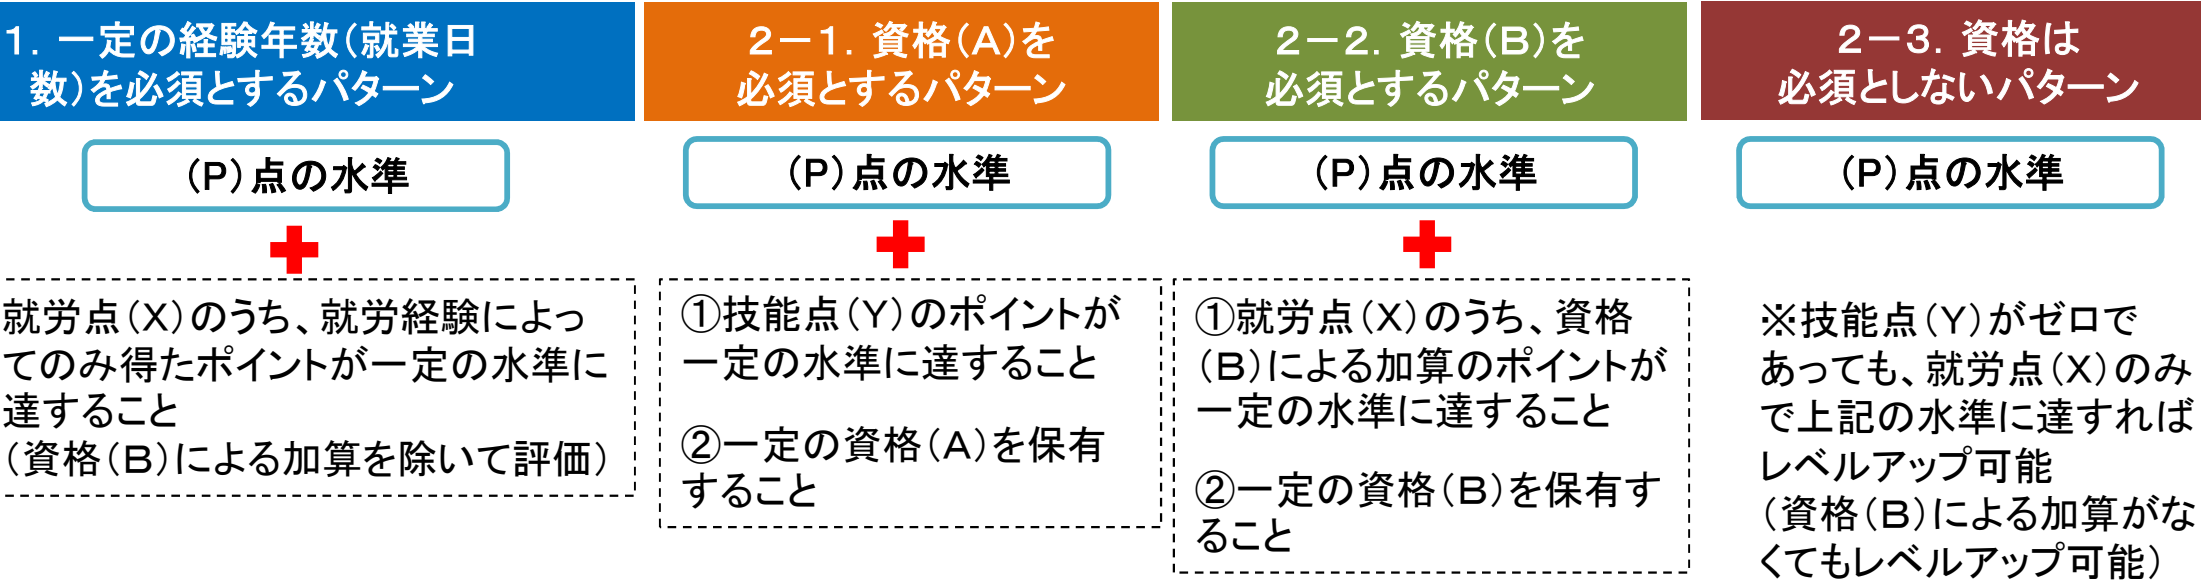 1. 一定の経験年数(就業日
数)を必須とするパターン
(P)点の水準
就労点(X)のうち、就労経験によっ
てのみ得たポイントが一定の水準に
達すること
(資格(B)による加算を除いて評価)
2-1. 資格(A)を
必須とするパターン
(P)点の水準
①技能点(Y)のポイントが
一定の水準に達すること
②一定の資格(A)を保有
すること
2-2. 資格(B)を
必須とするパターン
(P)点の水準
①就労点(X)のうち、資格
(B)による加算のポイントが
一定の水準に達すること
②一定の資格(B)を保有す
ること
2-3. 資格は
必須としないパターン
(P)点の水準
※技能点(Y)がゼロで
あっても、就労点(X)のみ
で上記の水準に達すれば
レベルアップ可能
(資格(B)による加算がな
くてもレベルアップ可能)